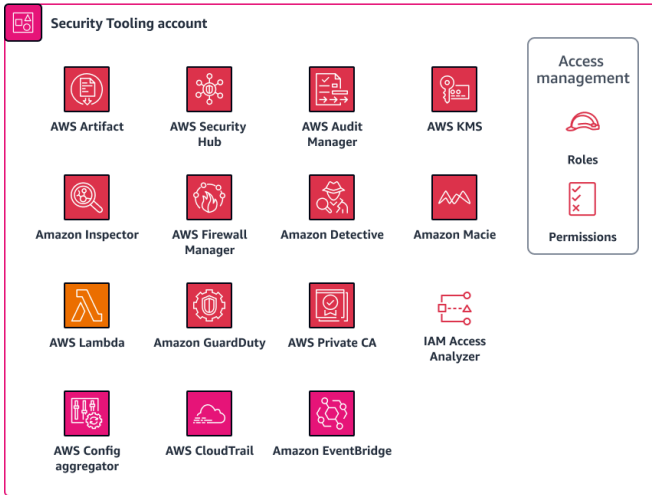 Security Tooling account
Access
management
AWS Artifact
AWS Security
Hub
AWS Audit
Manager
AWS KMS
Roles
Amazon Inspector
AWS Firewall
Manager
Amazon Detective
Amazon Macie
Permissions
AWS Lambda
Amazon GuardDuty
AWS Private CA
IAM Access
Analyzer
AWS Config
aggregator
AWS CloudTrail
Amazon EventBridge